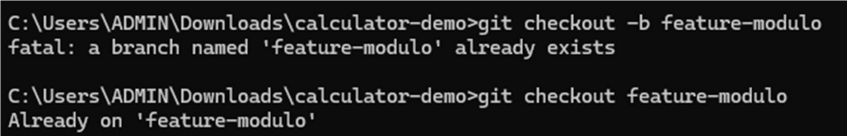 C:\Users\ADMIN\Downloads\calculator-demo>git checkout -b feature-modulo
fatal: a branch named 'feature-modulo' already exists
C:\Users\ADMIN\Downloads\calculator-demo>git checkout feature-modulo
Already on 'feature-modulo'